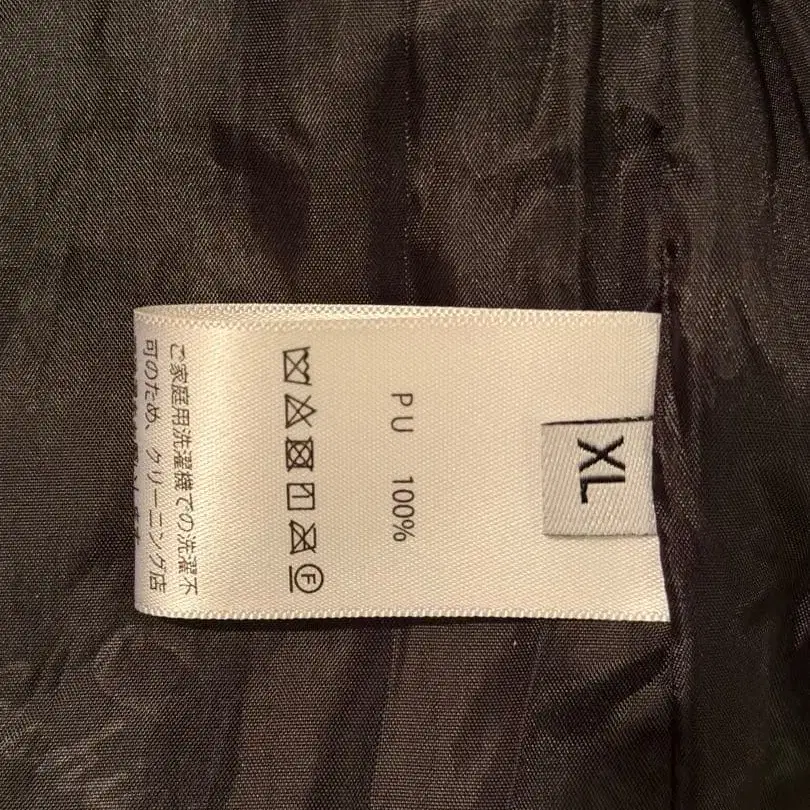 XL
PU 100%
F
ご家庭用洗濯機での洗濯不
可のため、クリーニング店